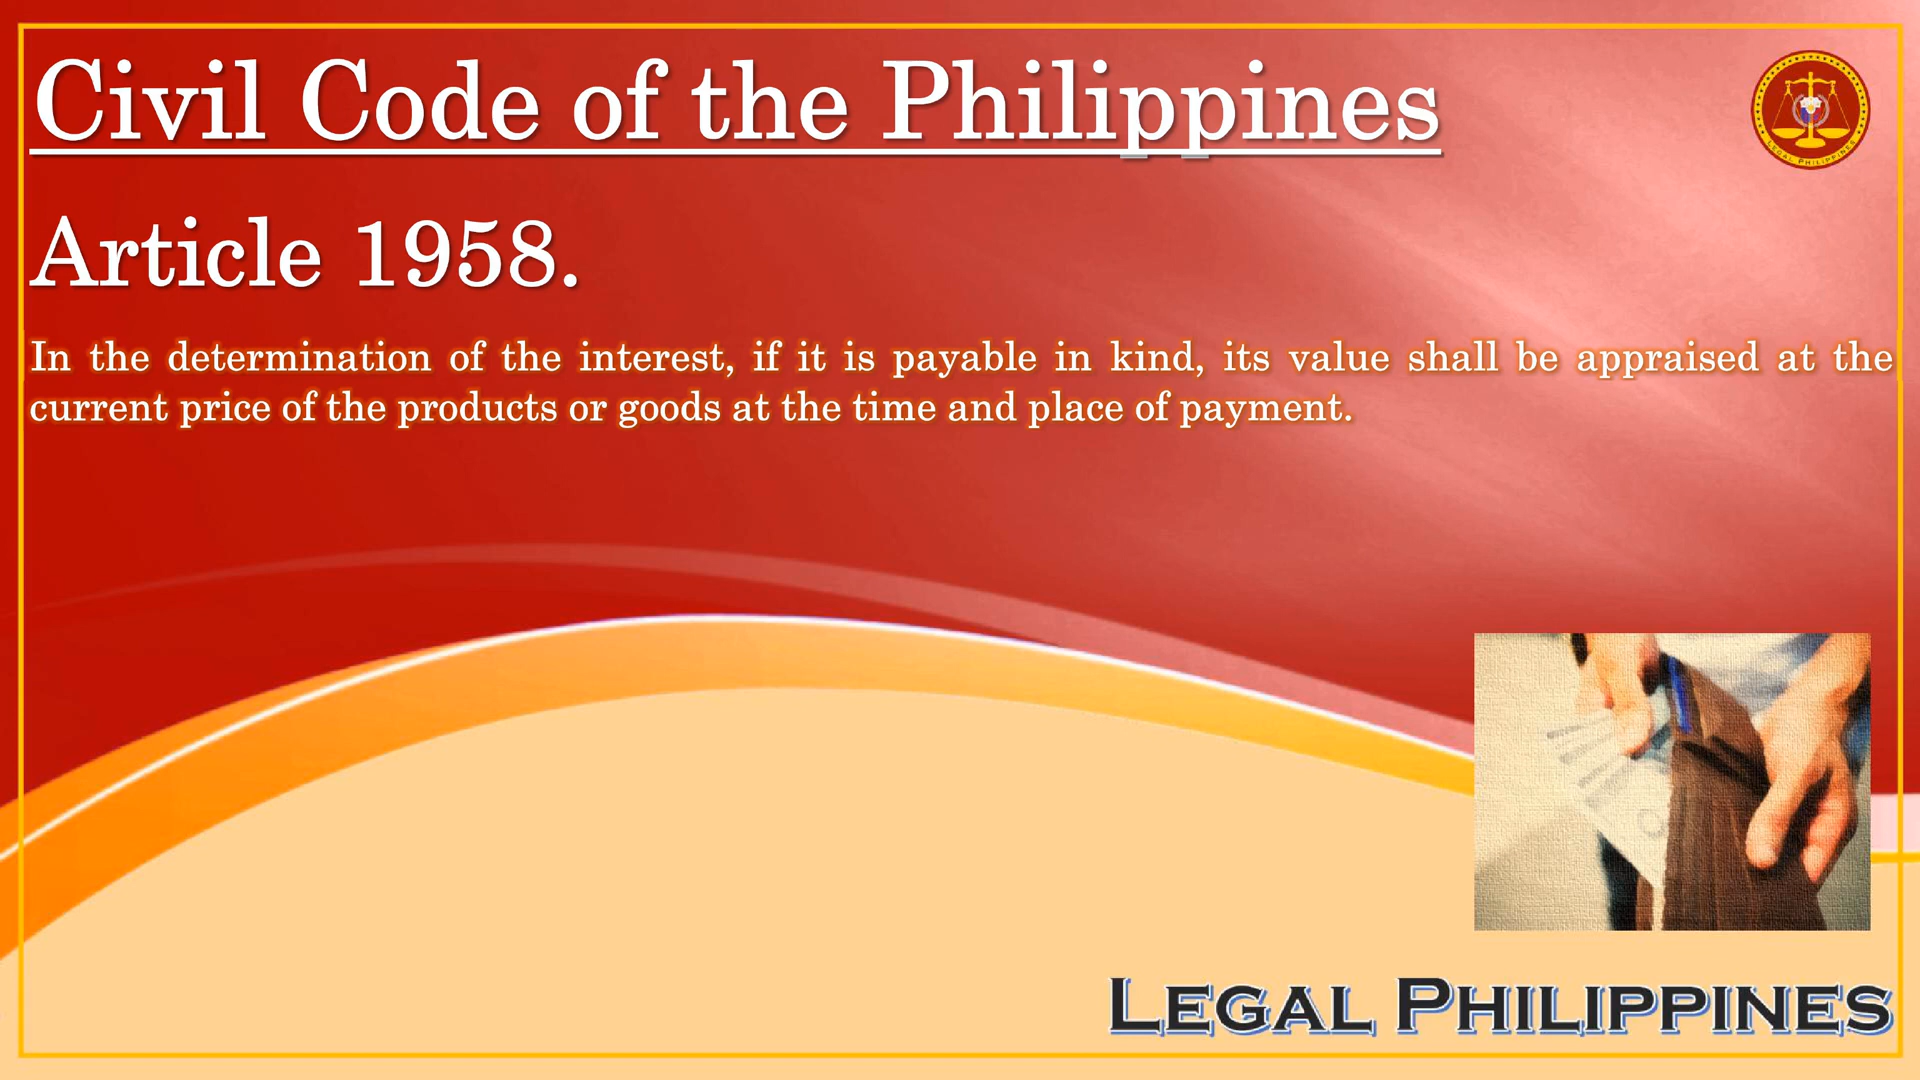 Civil Code of the Philippines
LEGAL PHILIPPINES
Article 1958.
In the determination of the interest, if it is payable in kind, its value shall be appraised at the
current price of the products or goods at the time and place of payment.
LEGAL PHILIPPINES